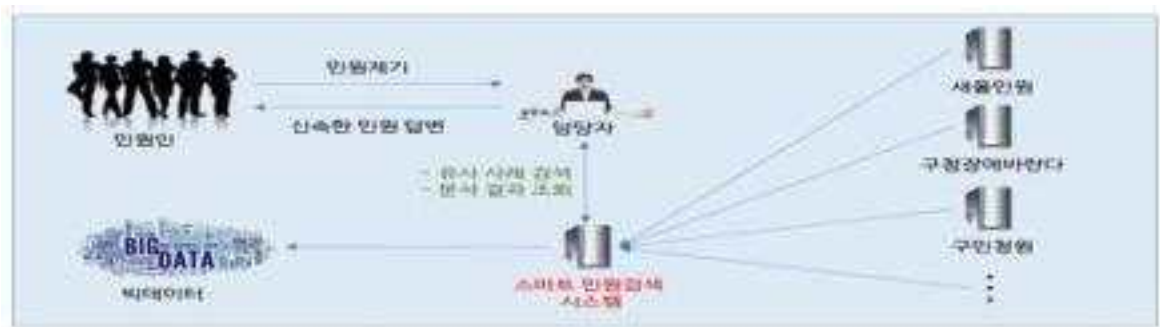 민원제기
신속한 민원 답변
민원인
담당자
- 유사 사례 검색
- 분석 결과 조회
새올민원
구청장에바란다
구민청원
BIG
DATA
빅데이터
스마트 민원검색
시스템